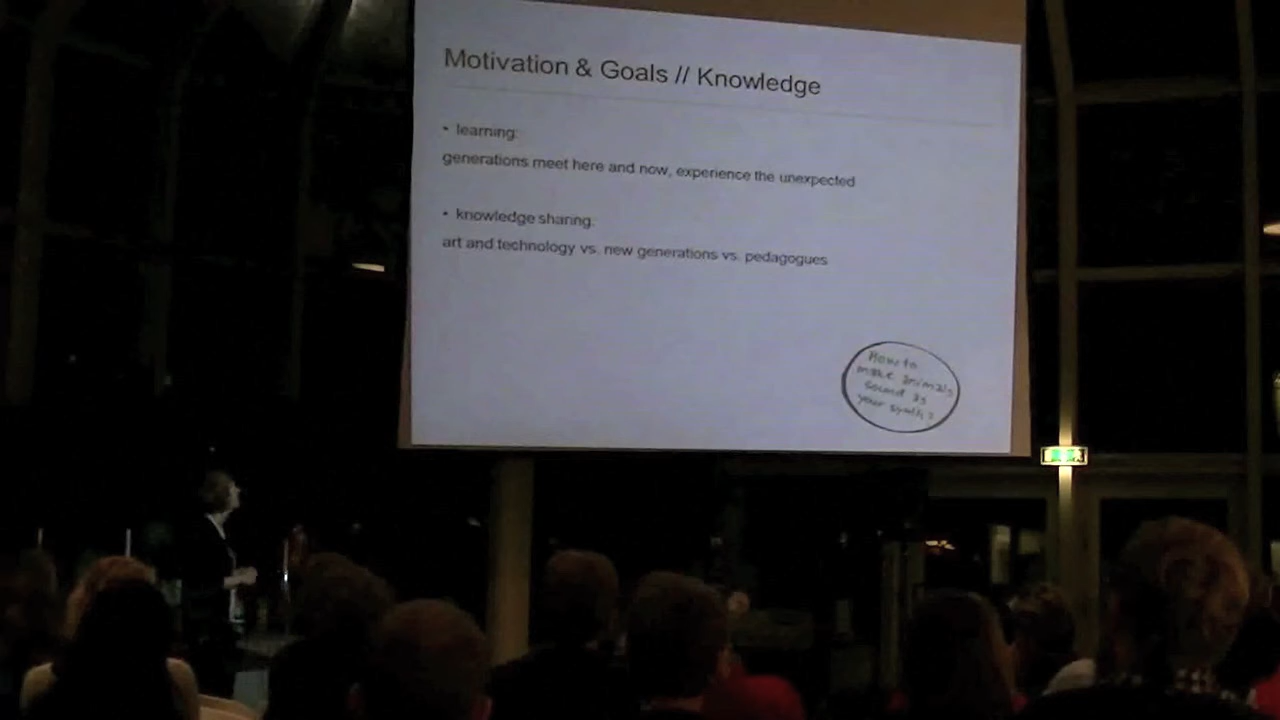 Motivation & Goals // Knowledge
• learning:
generations meet here and now, experience the unexpected
• knowledge sharing:
art and technology vs. new generations vs. pedagogues
How to
make animals
sound as
your synth?